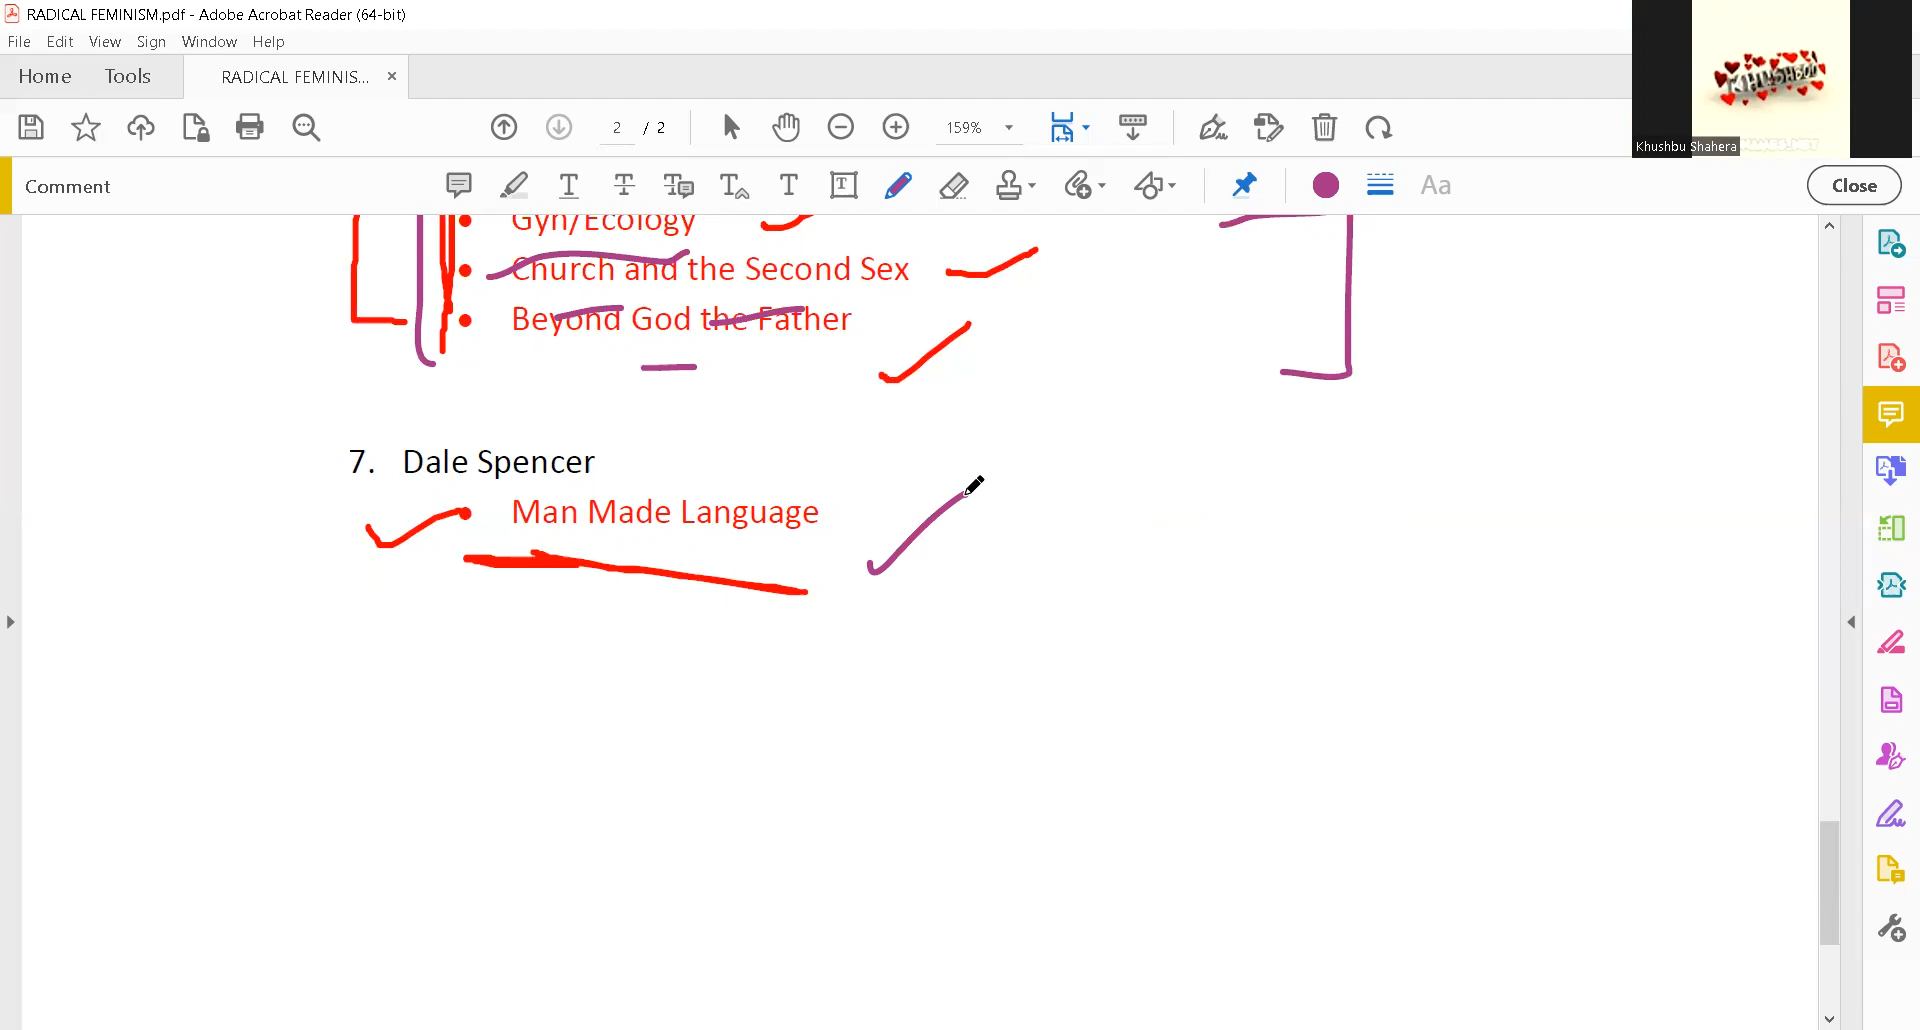 RADICAL FEMINISM.pdf - Adobe Acrobat Reader (64-bit)
File Edit View Sign Window Help
Home Tools RADICAL FEMINIS... ×
2 / 2 159%
KHUSHBOO
Khushbu Shahera
Comment
Aa
Close
• Gyn/Ecology
• Church and the Second Sex
• Beyond God the Father
7. Dale Spencer
• Man Made Language